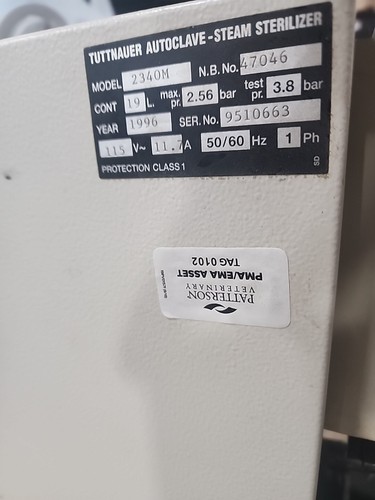 TUTTNAUER AUTOCLAVE-STEAM STERILIZER
MODEL 2340M N.B. No. 47046
CONT 19 L. max. pr. 2.56 bar test pr. 3.8 bar
YEAR 1996 SER. No. 9510663
115 V~ 11.7A 50/60 Hz 1 Ph
PROTECTION CLASS 1
SD
PATTERSON
VETERINARY
PMA/EMA ASSET
TAG 0102